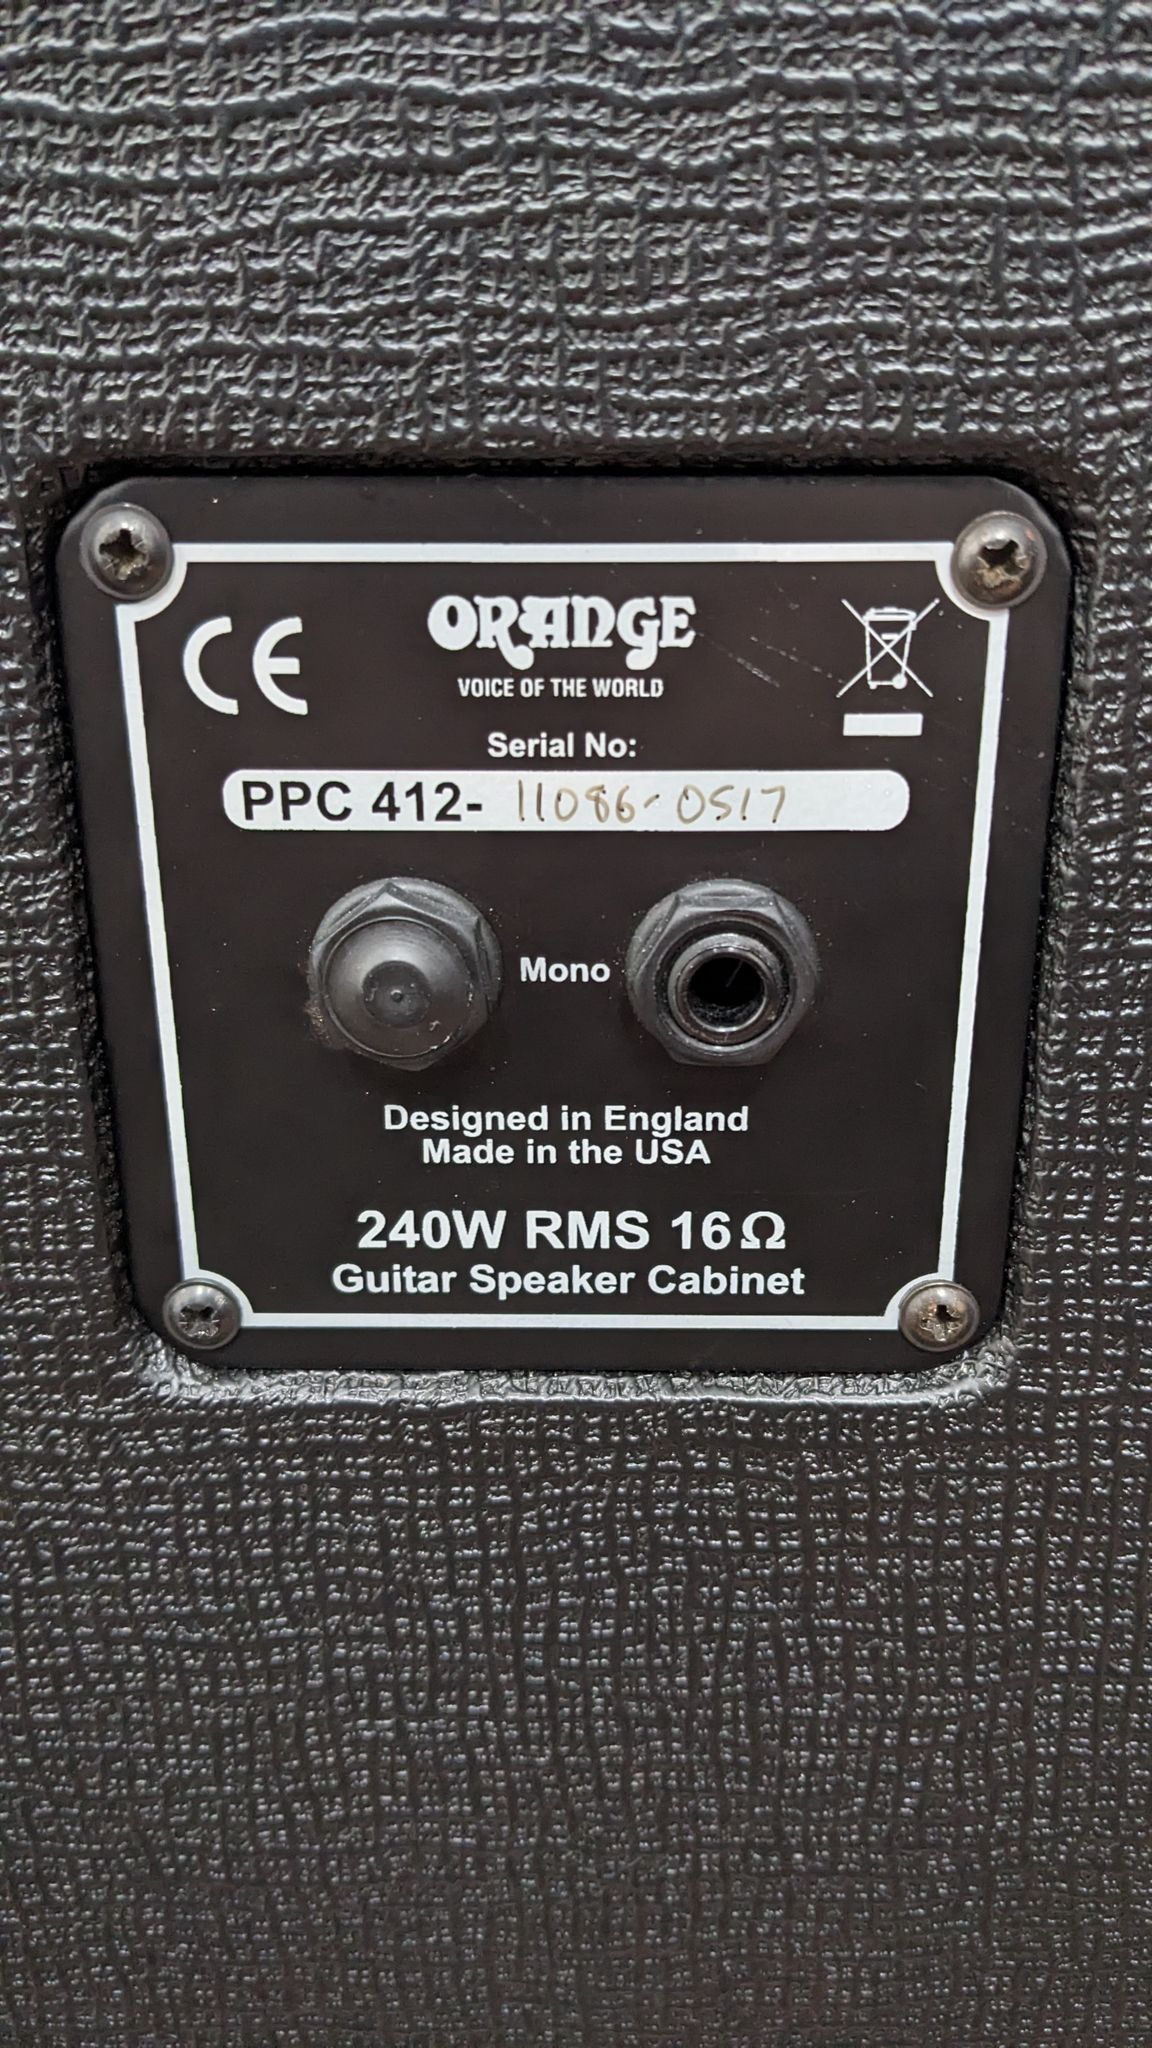 CE
ORANGE
VOICE OF THE WORLD
Serial No:
PPC 412- 11086-0517
Mono
Designed in England
Made in the USA
240W RMS 16Ω
Guitar Speaker Cabinet